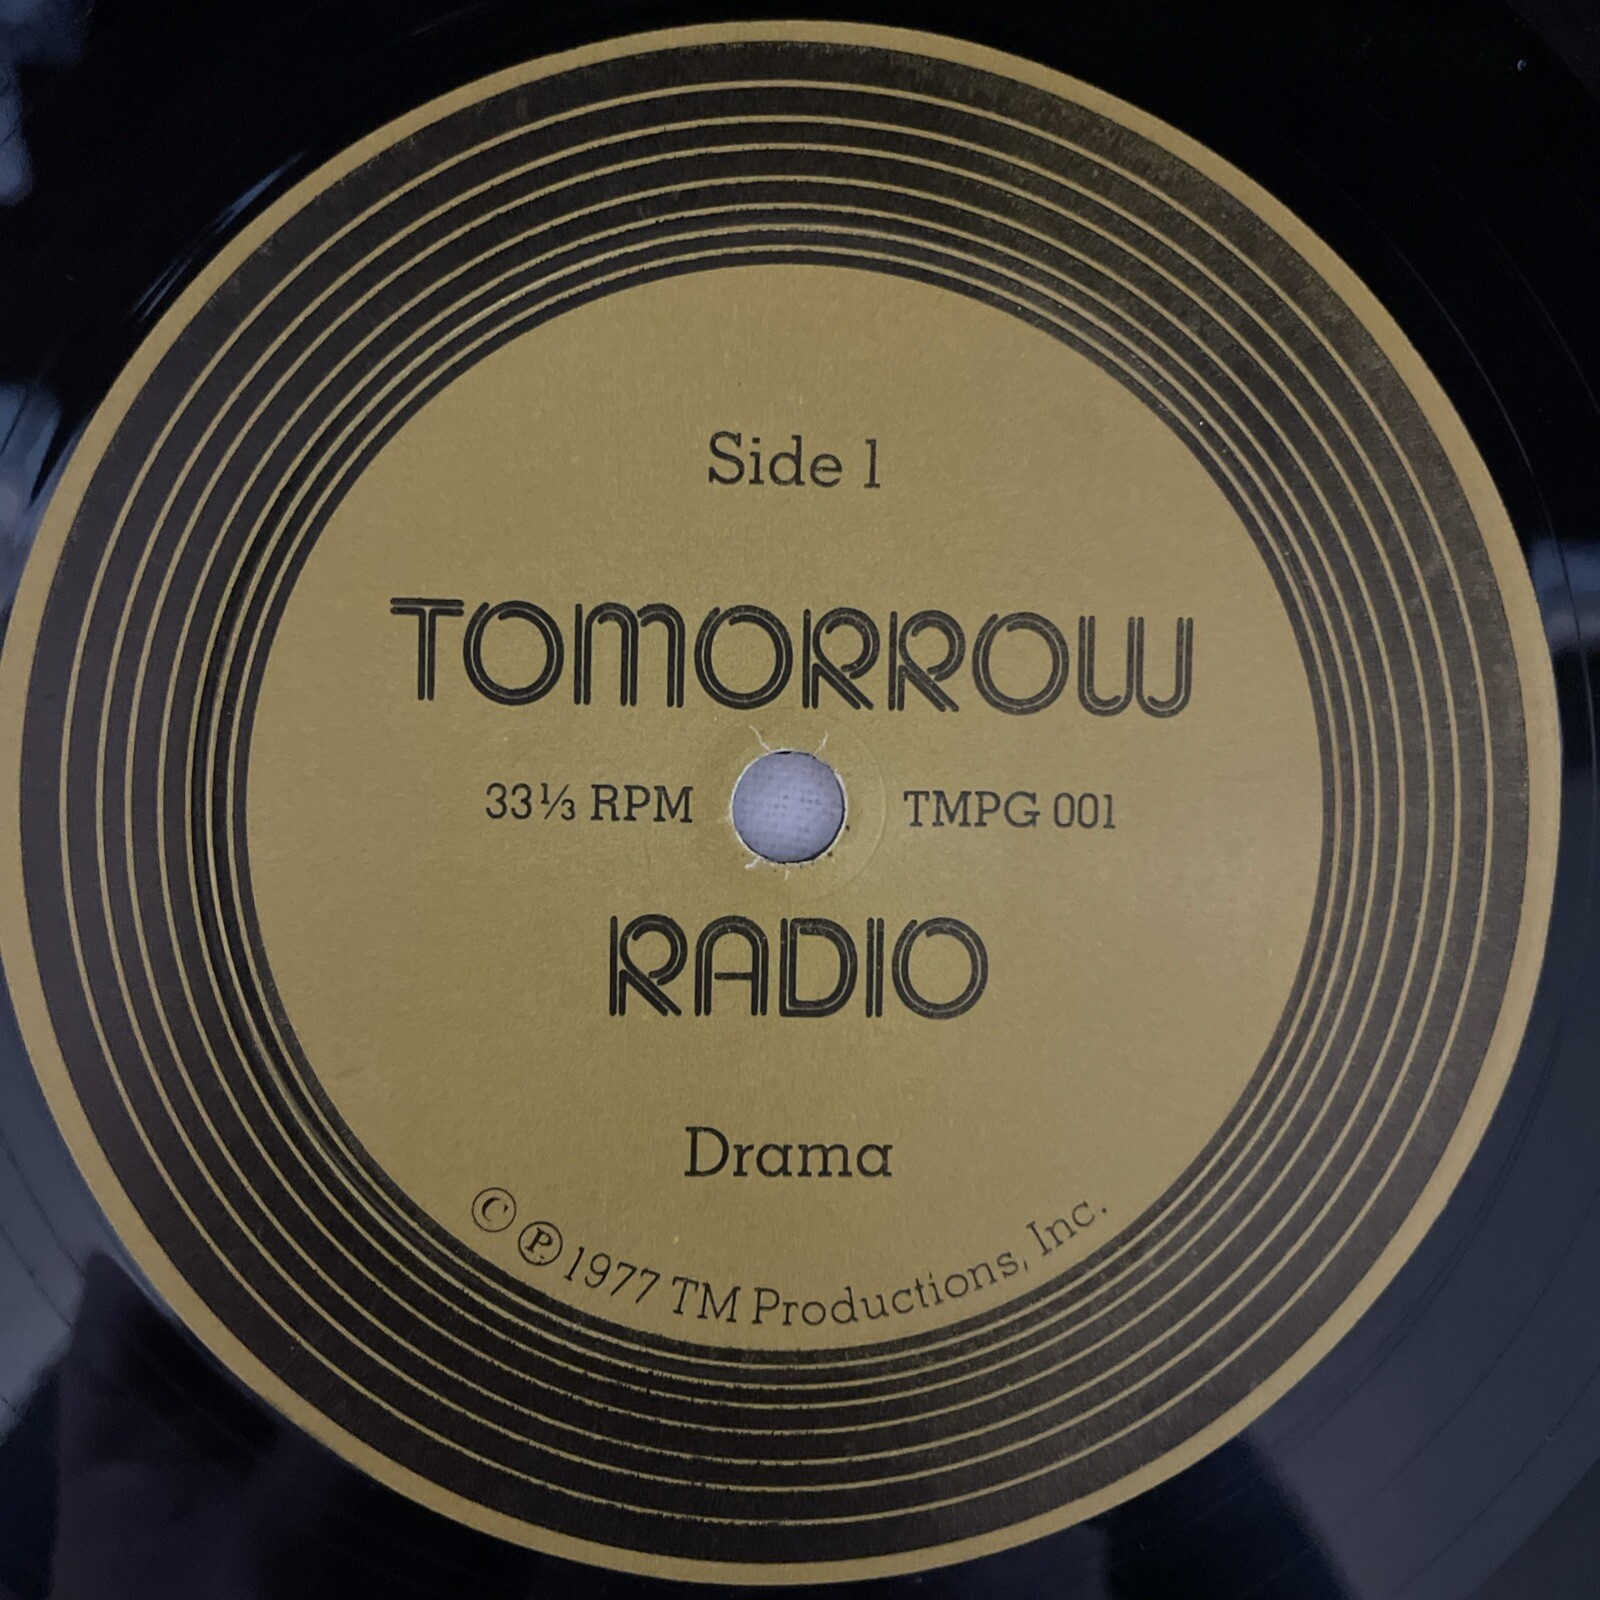 Side 1
TOMORROW
33⅓ RPM TMPG 001
RADIO
Drama
Ⓒ Ⓟ 1977 TM Productions, Inc.